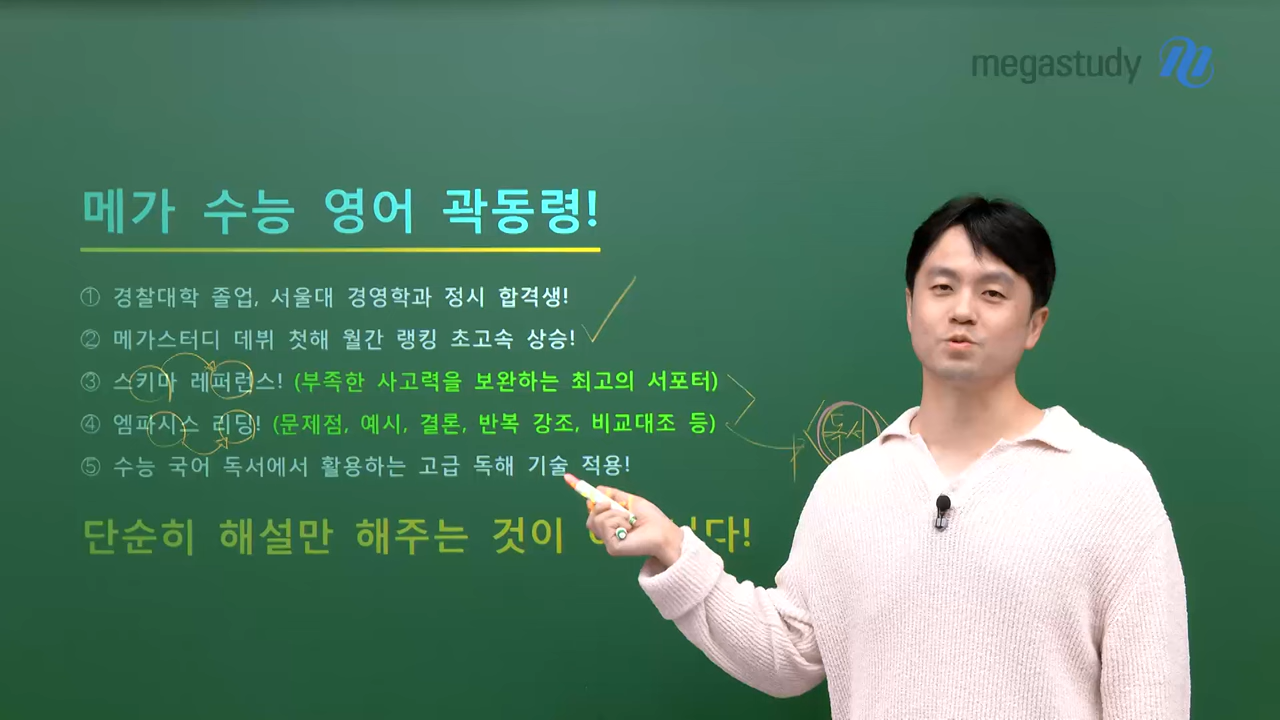 megastudy
메가 수능 영어 곽동령!
① 경찰대학 졸업, 서울대 경영학과 정시 합격생!
② 메가스터디 데뷔 첫해 월간 랭킹 초고속 상승!
③ 스키마 레퍼런스! (부족한 사고력을 보완하는 최고의 서포터)
④ 엠파시스 리딩! (문제점, 예시, 결론, 반복 강조, 비교대조 등)
독서
⑤ 수능 국어 독서에서 활용하는 고급 독해 기술 적용!
단순히 해설만 해주는 것이 다!